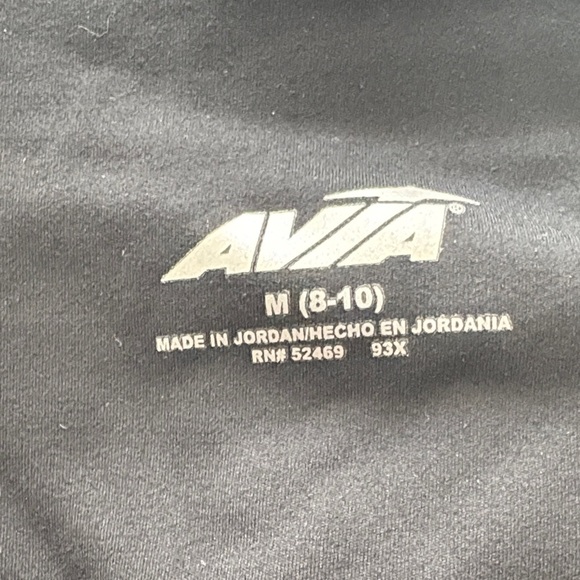 AVIA®
M (8-10)
MADE IN JORDAN/HECHO EN JORDANIA
RN# 52469 93X